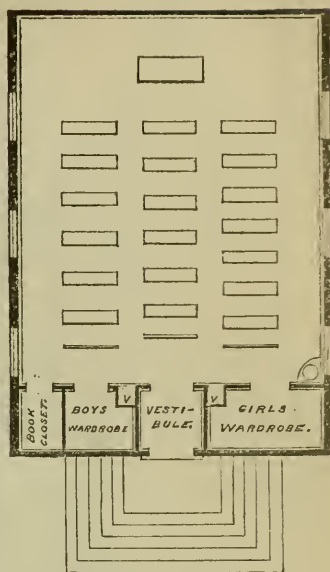 BOOK
CLOSET.
BOYS
WARDROBE
V
VESTI-
BULE.
V
GIRLS
WARDROBE.